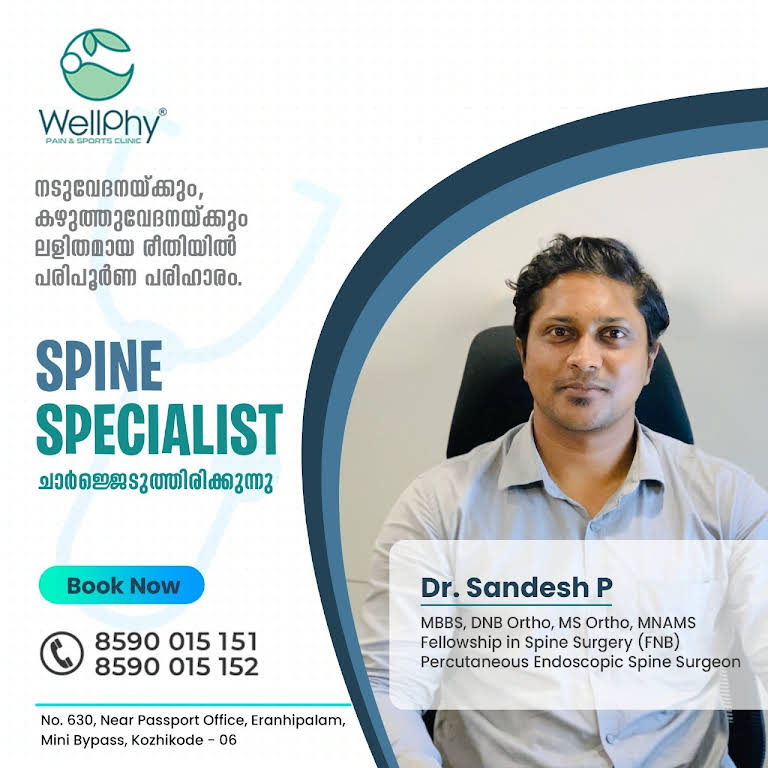 WellPhy®
PAIN & SPORTS CLINIC
നടുവേദനയ്ക്കും,
കഴുത്തുവേദനയ്ക്കും
ലളിതമായ രീതിയിൽ
പരിപൂർണ പരിഹാരം.
SPINE
SPECIALIST
ചാർജ്ജെടുത്തിരിക്കുന്നു
Book Now
8590 015 151
8590 015 152
No. 630, Near Passport Office, Eranhipalam,
Mini Bypass, Kozhikode - 06
Dr. Sandesh P
MBBS, DNB Ortho, MS Ortho, MNAMS
Fellowship in Spine Surgery (FNB)
Percutaneous Endoscopic Spine Surgeon